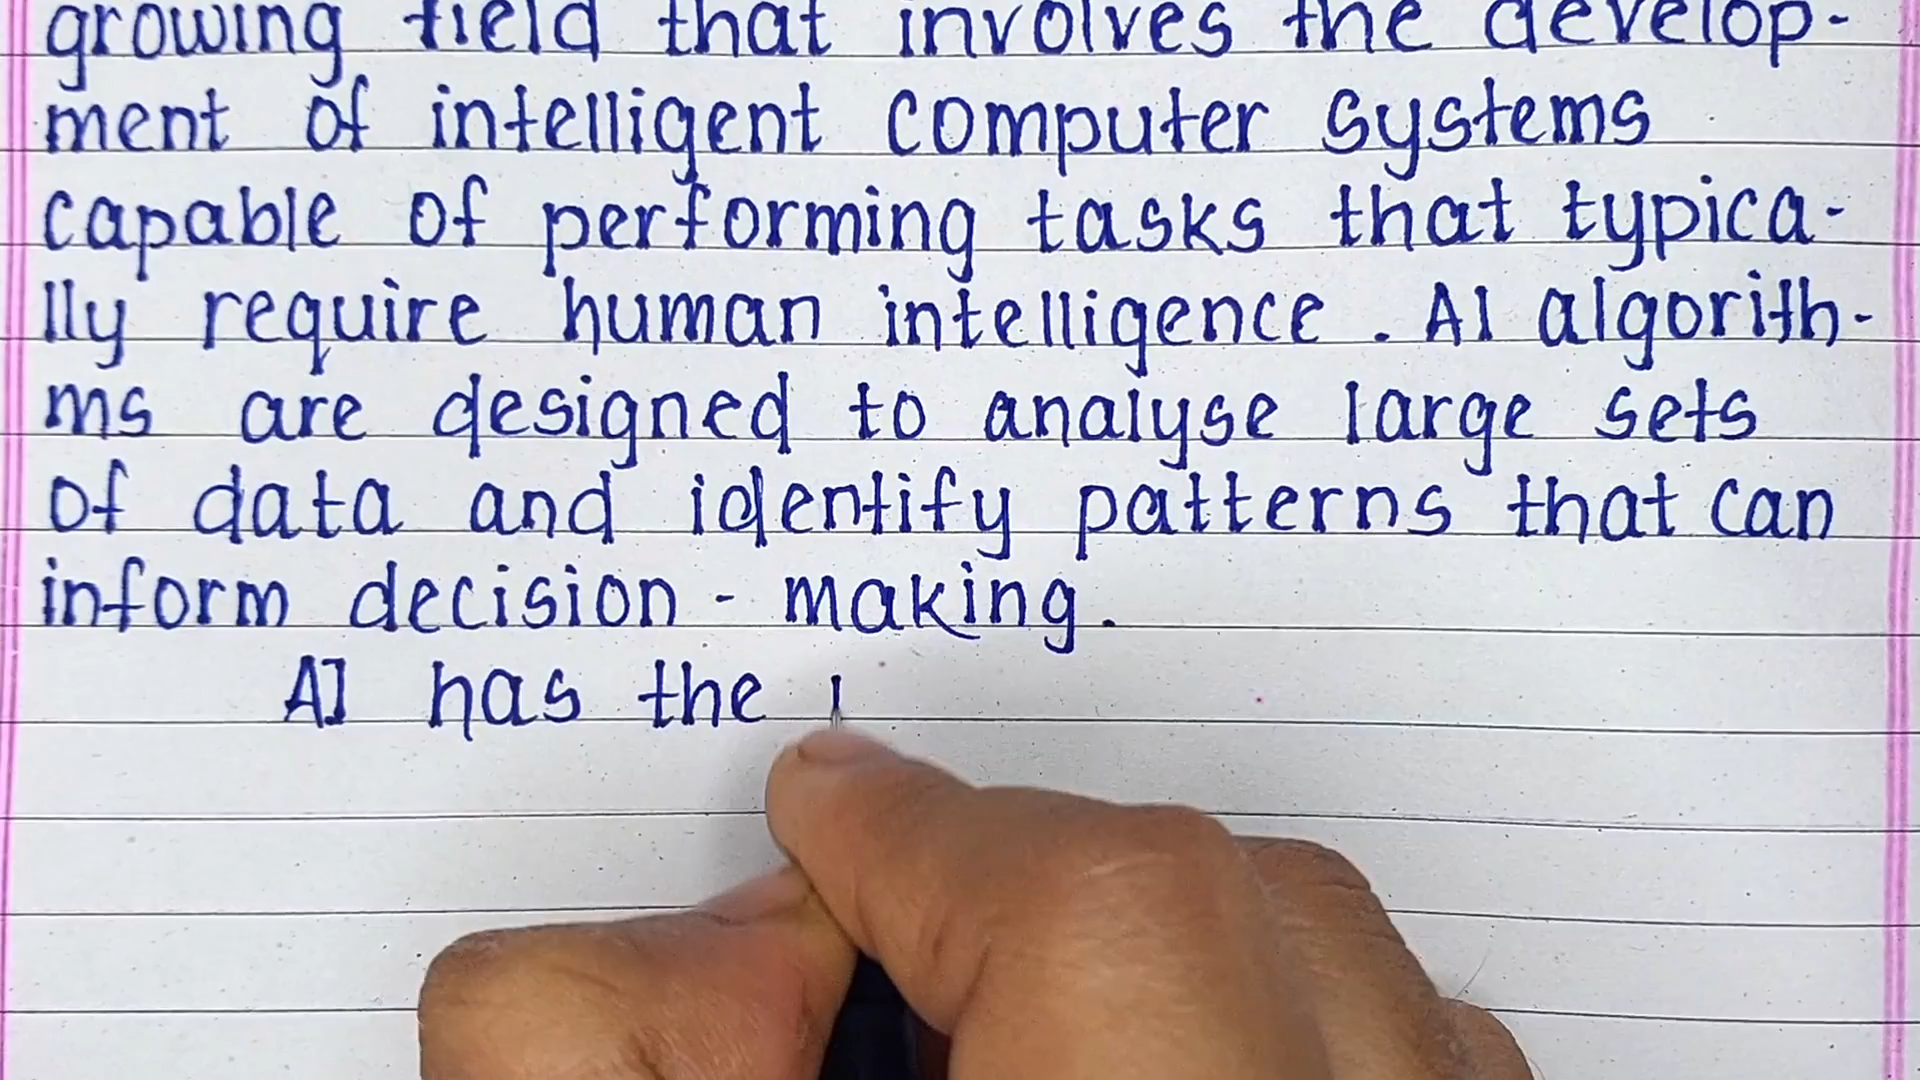 growing field that involves the develop-
ment of intelligent computer systems
capable of performing tasks that typica-
lly require human intelligence. AI algorith-
ms are designed to analyse large sets
of data and identify patterns that can
inform decision - making.
AI has the